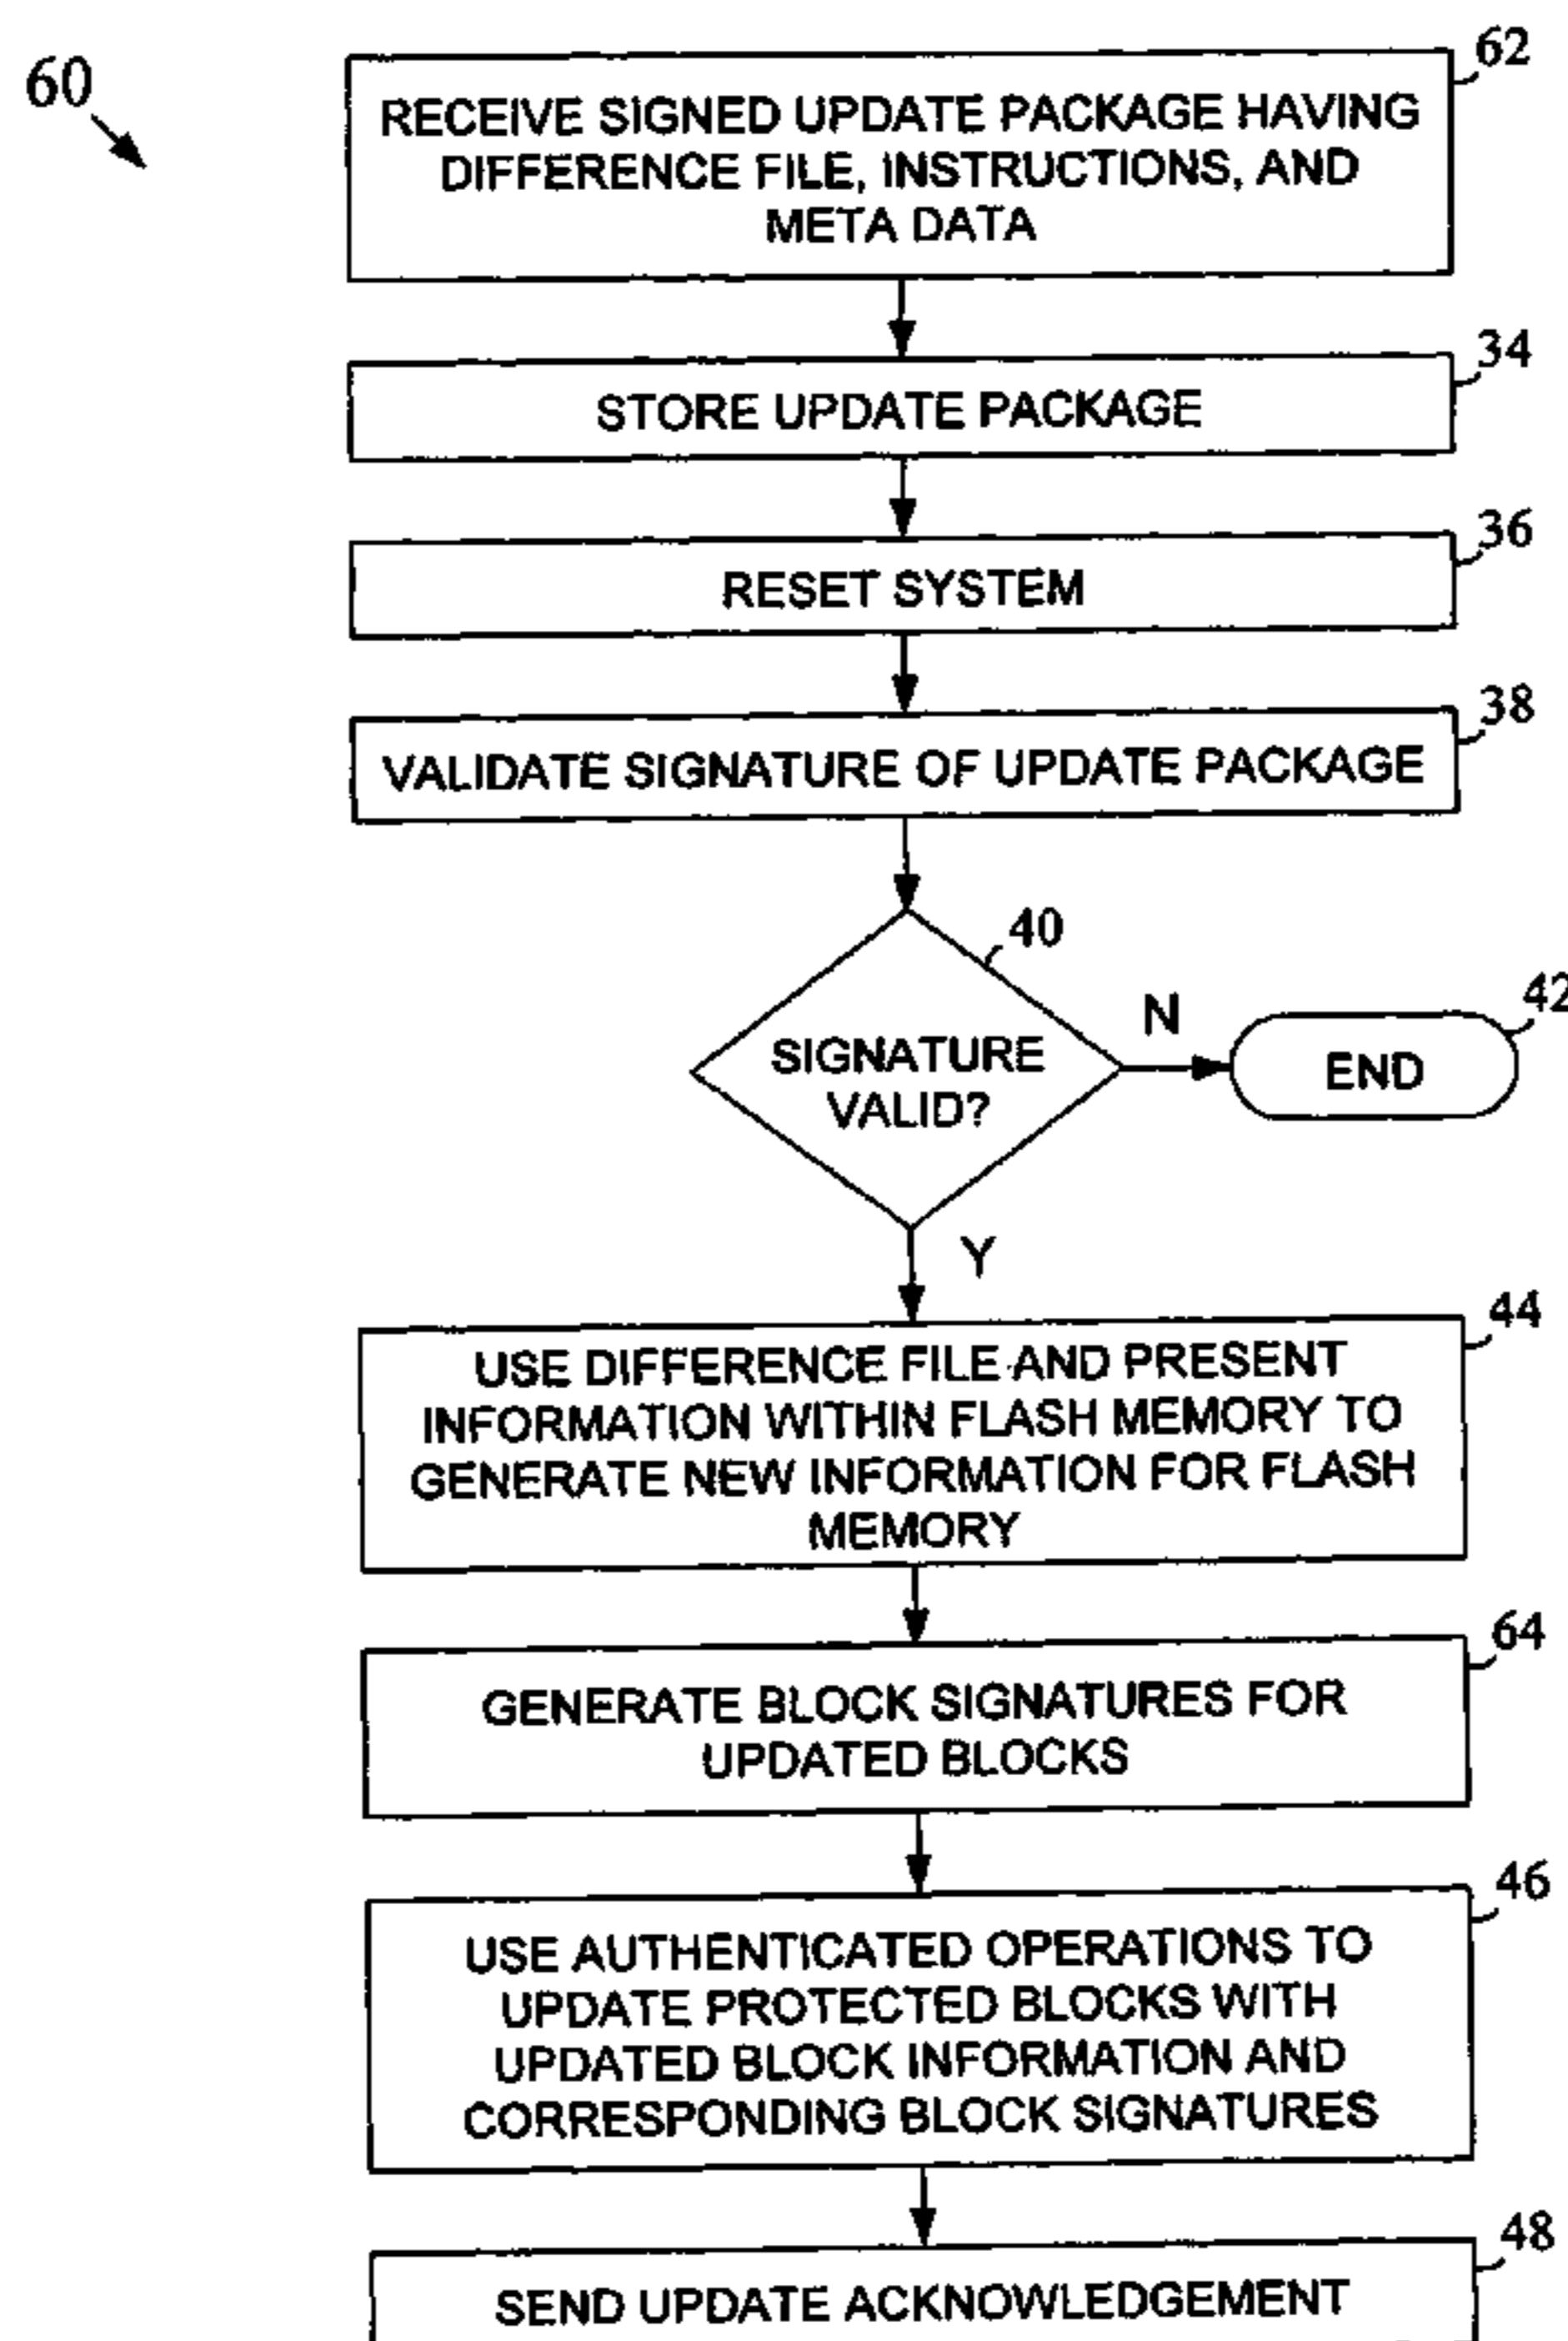 60
62
RECEIVE SIGNED UPDATE PACKAGE HAVING
DIFFERENCE FILE, INSTRUCTIONS, AND
META DATA
34
STORE UPDATE PACKAGE
36
RESET SYSTEM
38
VALIDATE SIGNATURE OF UPDATE PACKAGE
40
SIGNATURE
VALID?
N
42
END
Y
44
USE DIFFERENCE FILE AND PRESENT
INFORMATION WITHIN FLASH MEMORY TO
GENERATE NEW INFORMATION FOR FLASH
MEMORY
64
GENERATE BLOCK SIGNATURES FOR
UPDATED BLOCKS
46
USE AUTHENTICATED OPERATIONS TO
UPDATE PROTECTED BLOCKS WITH
UPDATED BLOCK INFORMATION AND
CORRESPONDING BLOCK SIGNATURES
48
SEND UPDATE ACKNOWLEDGEMENT